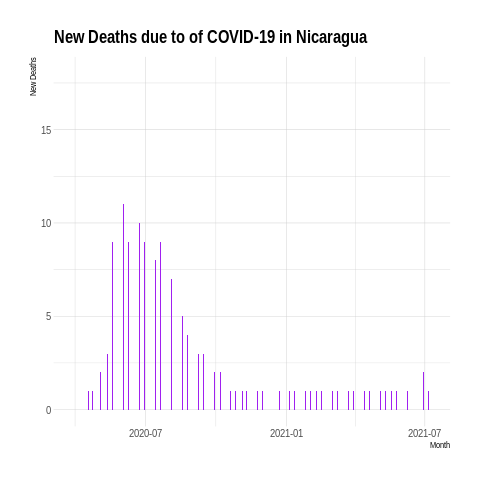 New Deaths due to of COVID-19 in Nicaragua
New Deaths
15
10
5
0
2020-07
2021-01
2021-07
Month